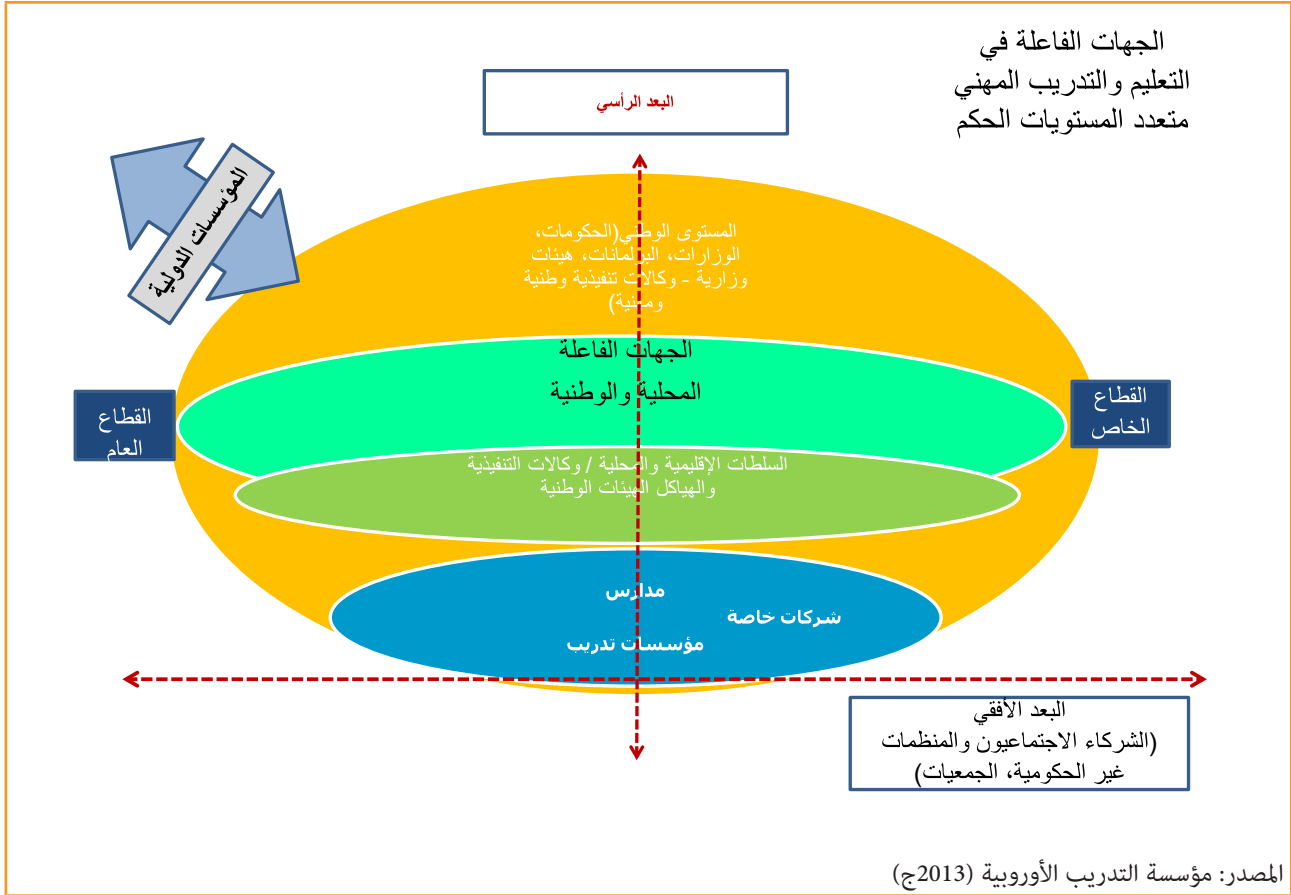 الجهات الفاعلة في
التعليم والتدريب المهني
متعدد المستويات الحكم
البعد الرأسي
المؤسسات الدولية
المستوى الوطني(الحكومات،
الوزارات، البرلمانات، هيئات
وزارية - وكالات تنفيذية وطنية
ومعنية)
الجهات الفاعلة
المحلية والوطنية
القطاع
الخاص
القطاع
العام
السلطات الإقليمية والمحلية / وكالات التنفيذية
والهياكل الهيئات الوطنية
مدارس
شركات خاصة
مؤسسات تدريب
البعد الأفقي
(الشركاء الاجتماعيون والمنظمات
غير الحكومية، الجمعيات)
المصدر: مؤسسة التدريب الأوروبية (2013ج)